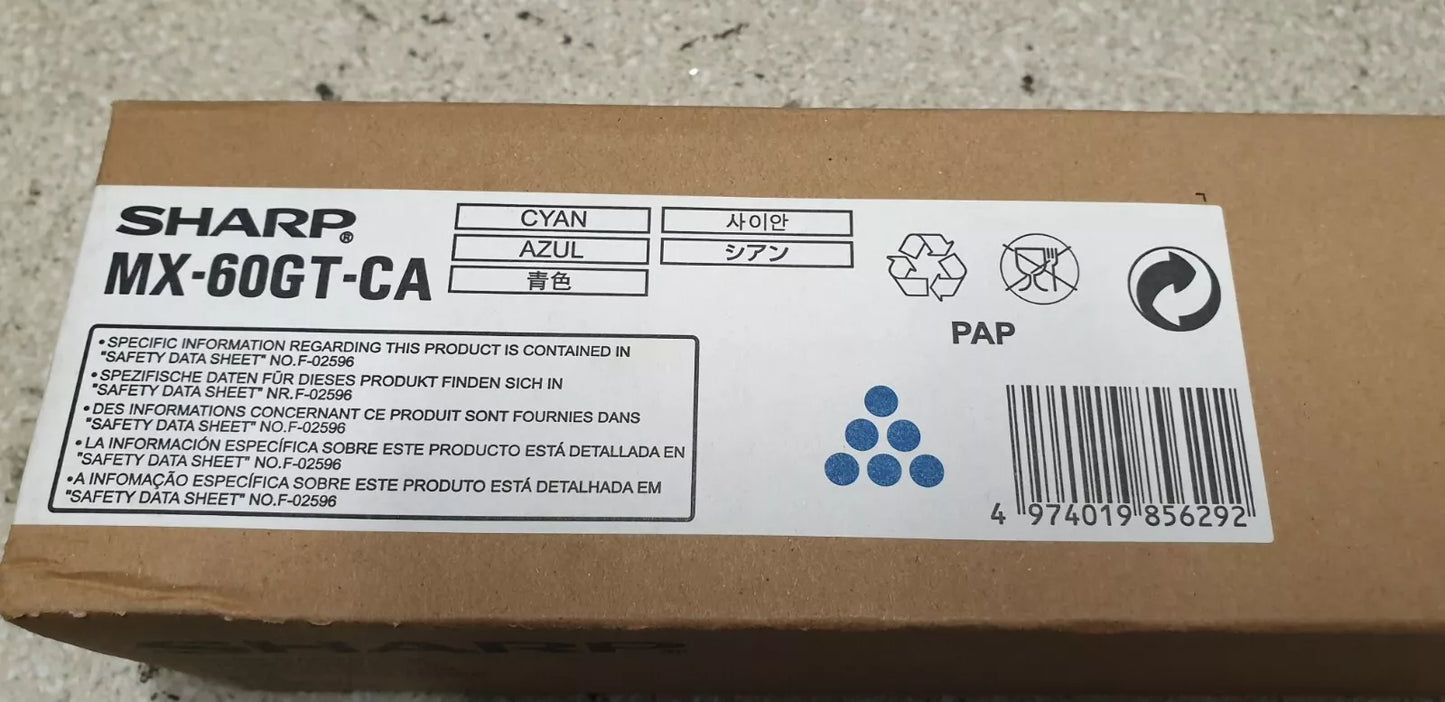 SHARP®
MX-60GT-CA
CYAN
AZUL
青色
사이안
シアン
PAP
• SPECIFIC INFORMATION REGARDING THIS PRODUCT IS CONTAINED IN
"SAFETY DATA SHEET" NO.F-02596
• SPEZIFISCHE DATEN FÜR DIESES PRODUKT FINDEN SICH IN
"SAFETY DATA SHEET" NR.F-02596
• DES INFORMATIONS CONCERNANT CE PRODUIT SONT FOURNIES DANS
"SAFETY DATA SHEET" NO.F-02596
• LA INFORMACIÓN ESPECÍFICA SOBRE ESTE PRODUCTO ESTÁ DETALLADA EN
"SAFETY DATA SHEET" NO.F-02596
• A INFOMAÇÃO ESPECÍFICA SOBRE ESTE PRODUTO ESTÁ DETALHADA EM
"SAFETY DATA SHEET" NO.F-02596
4 974019 856292
SHARP